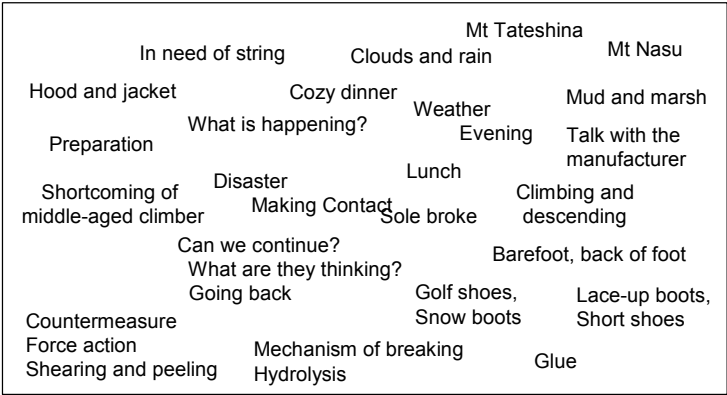 Mt Tateshina
In need of string
Clouds and rain
Mt Nasu
Hood and jacket
Cozy dinner
Weather
Mud and marsh
What is happening?
Evening
Preparation
Talk with the
manufacturer
Lunch
Disaster
Shortcoming of
middle-aged climber
Making Contact
Sole broke
Climbing and
descending
Can we continue?
What are they thinking?
Going back
Barefoot, back of foot
Golf shoes,
Snow boots
Lace-up boots,
Short shoes
Countermeasure
Force action
Shearing and peeling
Mechanism of breaking
Hydrolysis
Glue